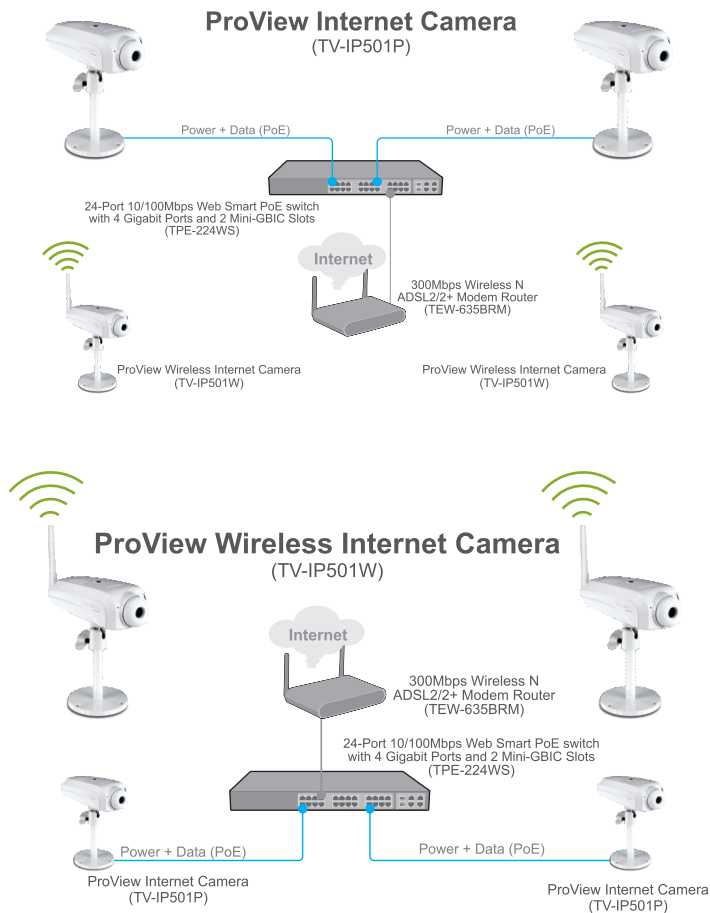 ProView Internet Camera
(TV-IP501P)
Power + Data (PoE)
Power + Data (PoE)
24-Port 10/100Mbps Web Smart PoE switch
with 4 Gigabit Ports and 2 Mini-GBIC Slots
(TPE-224WS)
Internet
300Mbps Wireless N
ADSL2/2+ Modem Router
(TEW-635BRM)
ProView Wireless Internet Camera
(TV-IP501W)
ProView Wireless Internet Camera
(TV-IP501W)
ProView Wireless Internet Camera
(TV-IP501W)
Internet
300Mbps Wireless N
ADSL2/2+ Modem Router
(TEW-635BRM)
24-Port 10/100Mbps Web Smart PoE switch
with 4 Gigabit Ports and 2 Mini-GBIC Slots
(TPE-224WS)
Power + Data (PoE)
Power + Data (PoE)
ProView Internet Camera
(TV-IP501P)
ProView Internet Camera
(TV-IP501P)